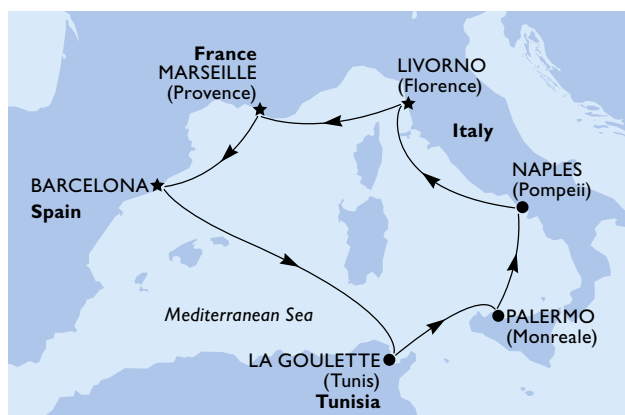 France
MARSEILLE
(Provence)
LIVORNO
(Florence)
Italy
BARCELONA
Spain
NAPLES
(Pompeii)
Mediterranean Sea
PALERMO
(Monreale)
LA GOULETTE
(Tunis)
Tunisia